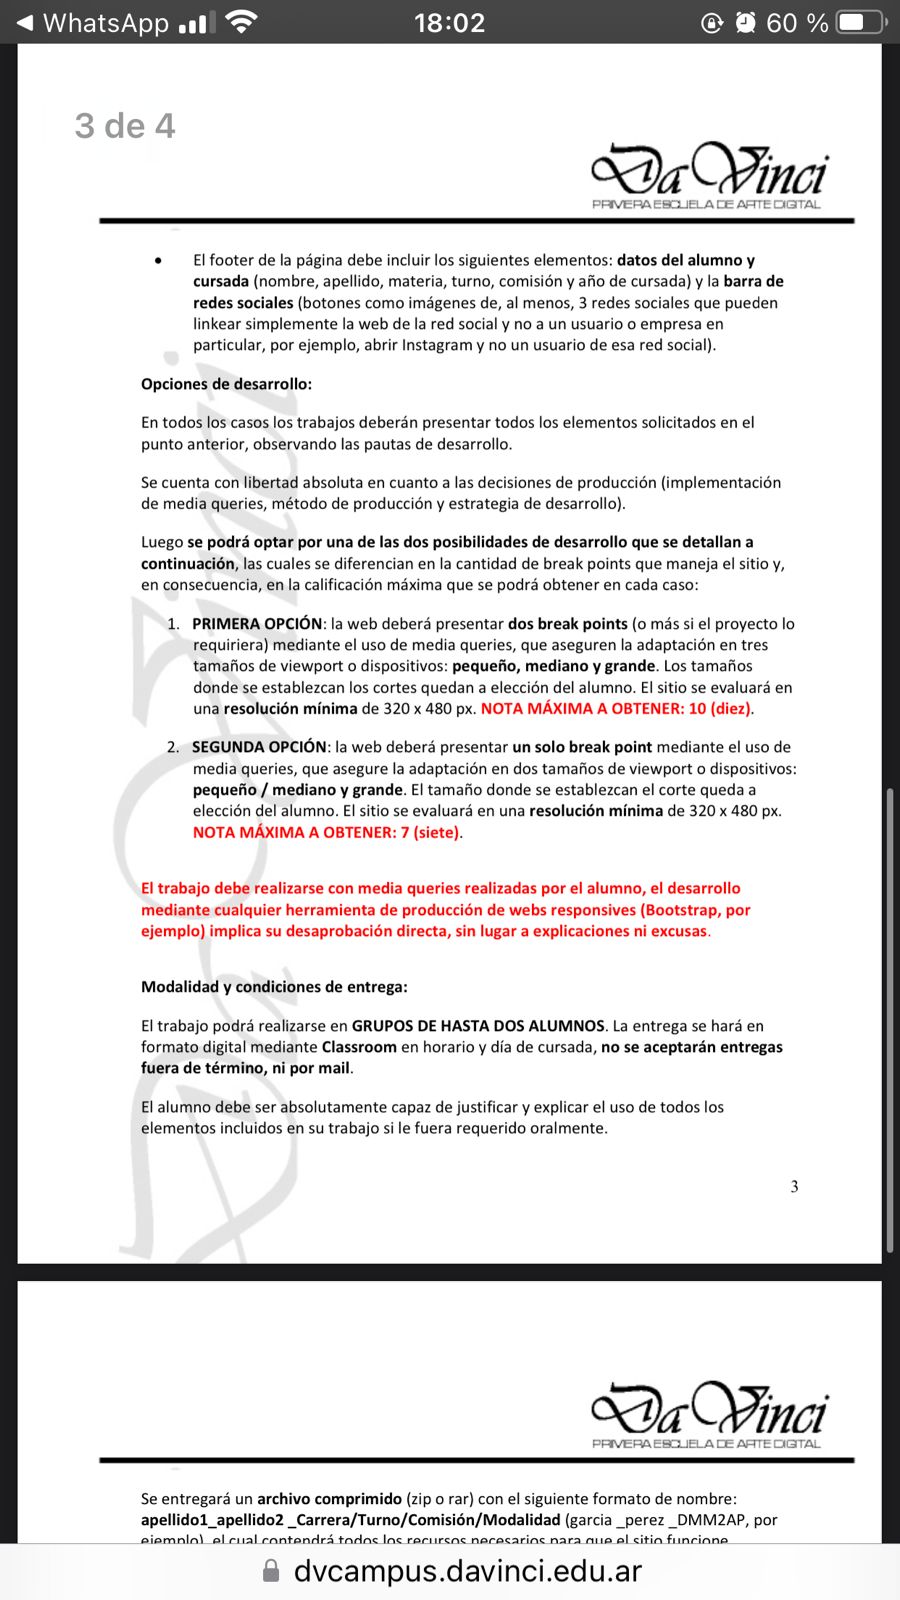 WhatsApp 18:02 60 %
3 de 4
Da Vinci
PRIMERA ESCUELA DE ARTE DIGITAL
• El footer de la página debe incluir los siguientes elementos: datos del alumno y
cursada (nombre, apellido, materia, turno, comisión y año de cursada) y la barra de
redes sociales (botones como imágenes de, al menos, 3 redes sociales que pueden
linkear simplemente la web de la red social y no a un usuario o empresa en
particular, por ejemplo, abrir Instagram y no un usuario de esa red social).
Opciones de desarrollo:
En todos los casos los trabajos deberán presentar todos los elementos solicitados en el
punto anterior, observando las pautas de desarrollo.
Se cuenta con libertad absoluta en cuanto a las decisiones de producción (implementación
de media queries, método de producción y estrategia de desarrollo).
Luego se podrá optar por una de las dos posibilidades de desarrollo que se detallan a
continuación, las cuales se diferencian en la cantidad de break points que maneja el sitio y,
en consecuencia, en la calificación máxima que se podrá obtener en cada caso:
1. PRIMERA OPCIÓN: la web deberá presentar dos break points (o más si el proyecto lo
requiriera) mediante el uso de media queries, que aseguren la adaptación en tres
tamaños de viewport o dispositivos: pequeño, mediano y grande. Los tamaños
donde se establezcan los cortes quedan a elección del alumno. El sitio se evaluará en
una resolución mínima de 320 x 480 px. NOTA MÁXIMA A OBTENER: 10 (diez).
2. SEGUNDA OPCIÓN: la web deberá presentar un solo break point mediante el uso de
media queries, que asegure la adaptación en dos tamaños de viewport o dispositivos:
pequeño / mediano y grande. El tamaño donde se establezcan el corte queda a
elección del alumno. El sitio se evaluará en una resolución mínima de 320 x 480 px.
NOTA MÁXIMA A OBTENER: 7 (siete).
El trabajo debe realizarse con media queries realizadas por el alumno, el desarrollo
mediante cualquier herramienta de producción de webs responsives (Bootstrap, por
ejemplo) implica su desaprobación directa, sin lugar a explicaciones ni excusas.
Modalidad y condiciones de entrega:
El trabajo podrá realizarse en GRUPOS DE HASTA DOS ALUMNOS. La entrega se hará en
formato digital mediante Classroom en horario y día de cursada, no se aceptarán entregas
fuera de término, ni por mail.
El alumno debe ser absolutamente capaz de justificar y explicar el uso de todos los
elementos incluidos en su trabajo si le fuera requerido oralmente.
3
Da Vinci
PRIMERA ESCUELA DE ARTE DIGITAL
Se entregará un archivo comprimido (zip o rar) con el siguiente formato de nombre:
apellido1_apellido2 _Carrera/Turno/Comisión/Modalidad (garcia _perez _DMM2AP, por
ejemplo), el cual contendrá todos los recursos necesarios para que el sitio funcione
dvcampus.davinci.edu.ar